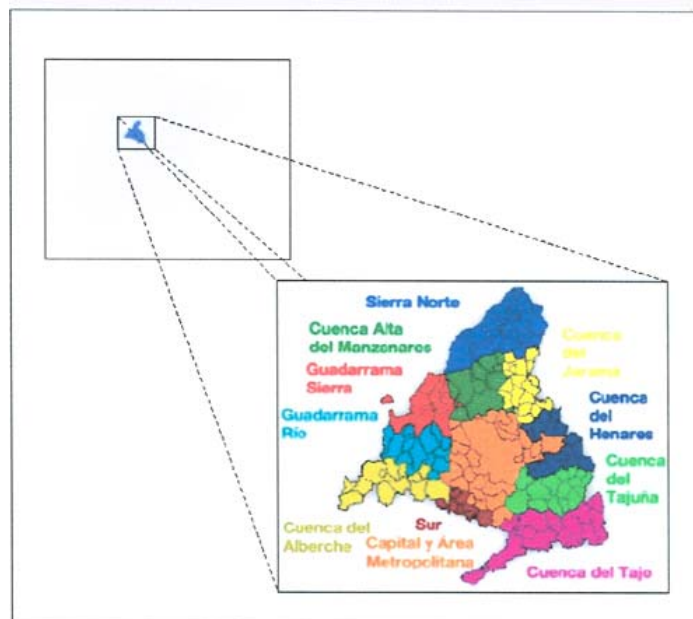 Sierra Norte
Cuenca Alta
del Manzanares
Cuenca
del
Jarama
Guadarrama
Sierra
Cuenca
del
Henares
Guadarrama
Río
Cuenca
del
Tajuña
Cuenca del
Alberche
Sur
Capital y Área
Metropolitana
Cuenca del Tajo